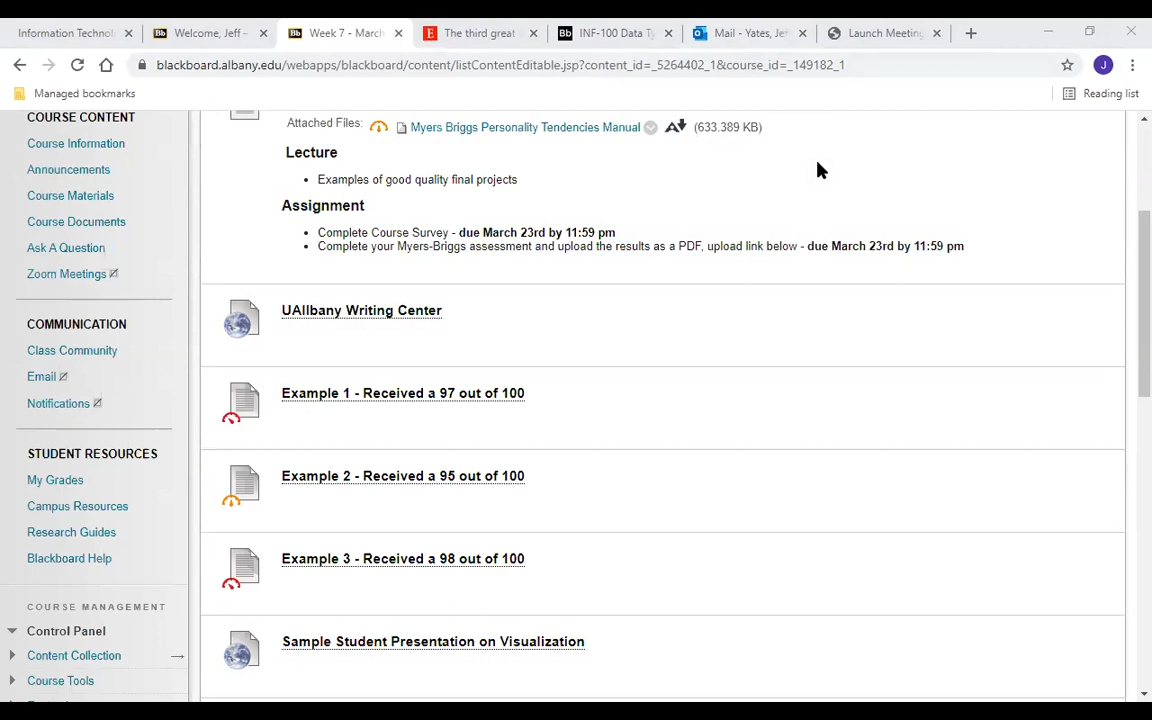 Information Technol
Welcome, Jeff –
Week 7 - March
The third great
INF-100 Data Ty
Mail - Yates, Jef
Launch Meeting
blackboard.albany.edu/webapps/blackboard/content/listContentEditable.jsp?content_id=_5264402_1&course_id=_149182_1
J
Managed bookmarks
Reading list
COURSE CONTENT
Course Information
Announcements
Course Materials
Course Documents
Ask A Question
Zoom Meetings
COMMUNICATION
Class Community
Email
Notifications
STUDENT RESOURCES
My Grades
Campus Resources
Research Guides
Blackboard Help
COURSE MANAGEMENT
Control Panel
Content Collection
Course Tools
Attached Files: Myers Briggs Personality Tendencies Manual (633.389 KB)
Lecture
• Examples of good quality final projects
Assignment
• Complete Course Survey - due March 23rd by 11:59 pm
• Complete your Myers-Briggs assessment and upload the results as a PDF, upload link below - due March 23rd by 11:59 pm
UAllbany Writing Center
Example 1 - Received a 97 out of 100
Example 2 - Received a 95 out of 100
Example 3 - Received a 98 out of 100
Sample Student Presentation on Visualization